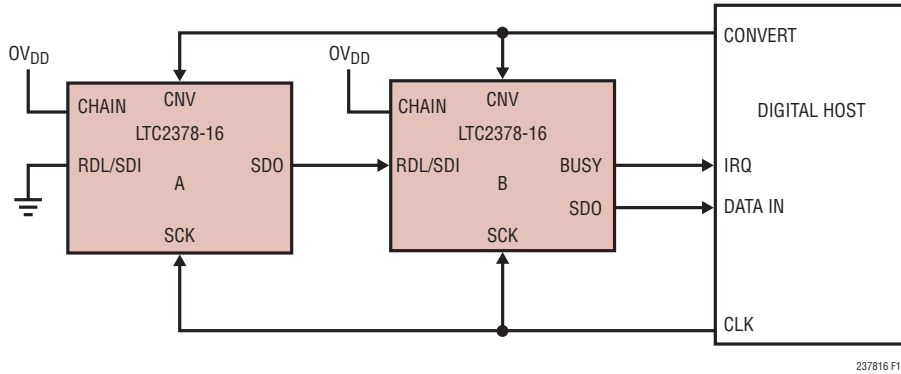 CONVERT
OVDD
OVDD
CHAIN
CNV
CHAIN
CNV
DIGITAL HOST
LTC2378-16
LTC2378-16
RDL/SDI
SDO
RDL/SDI
BUSY
IRQ
A
B
SDO
DATA IN
SCK
SCK
CLK
237816 F1